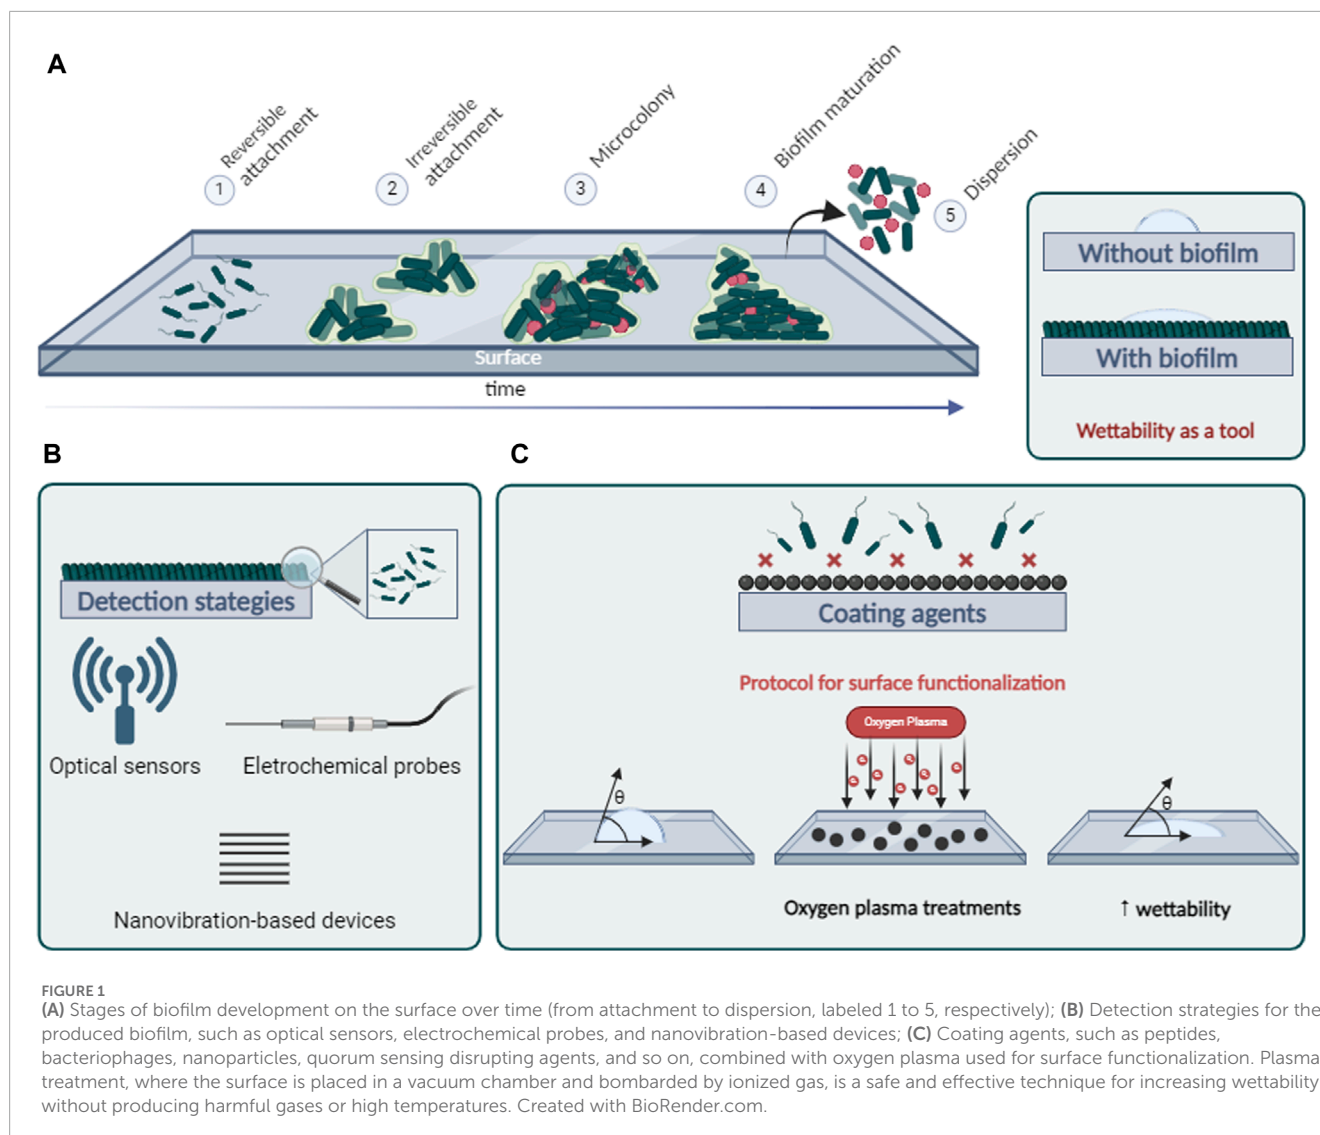 A
1
Reversible
attachment
2
Irreversible
attachment
3
Microcolony
4
Biofilm maturation
5
Dispersion
Surface
time
Without biofilm
With biofilm
Wettability as a tool
B
Detection stategies
Optical sensors
Eletrochemical probes
Nanovibration-based devices
C
Coating agents
Protocol for surface functionalization
Oxygen Plasma
θ
θ
Oxygen plasma treatments
↑ wettability
FIGURE 1
(A) Stages of biofilm development on the surface over time (from attachment to dispersion, labeled 1 to 5, respectively); (B) Detection strategies for the
produced biofilm, such as optical sensors, electrochemical probes, and nanovibration-based devices; (C) Coating agents, such as peptides,
bacteriophages, nanoparticles, quorum sensing disrupting agents, and so on, combined with oxygen plasma used for surface functionalization. Plasma
treatment, where the surface is placed in a vacuum chamber and bombarded by ionized gas, is a safe and effective technique for increasing wettability
without producing harmful gases or high temperatures. Created with BioRender.com.